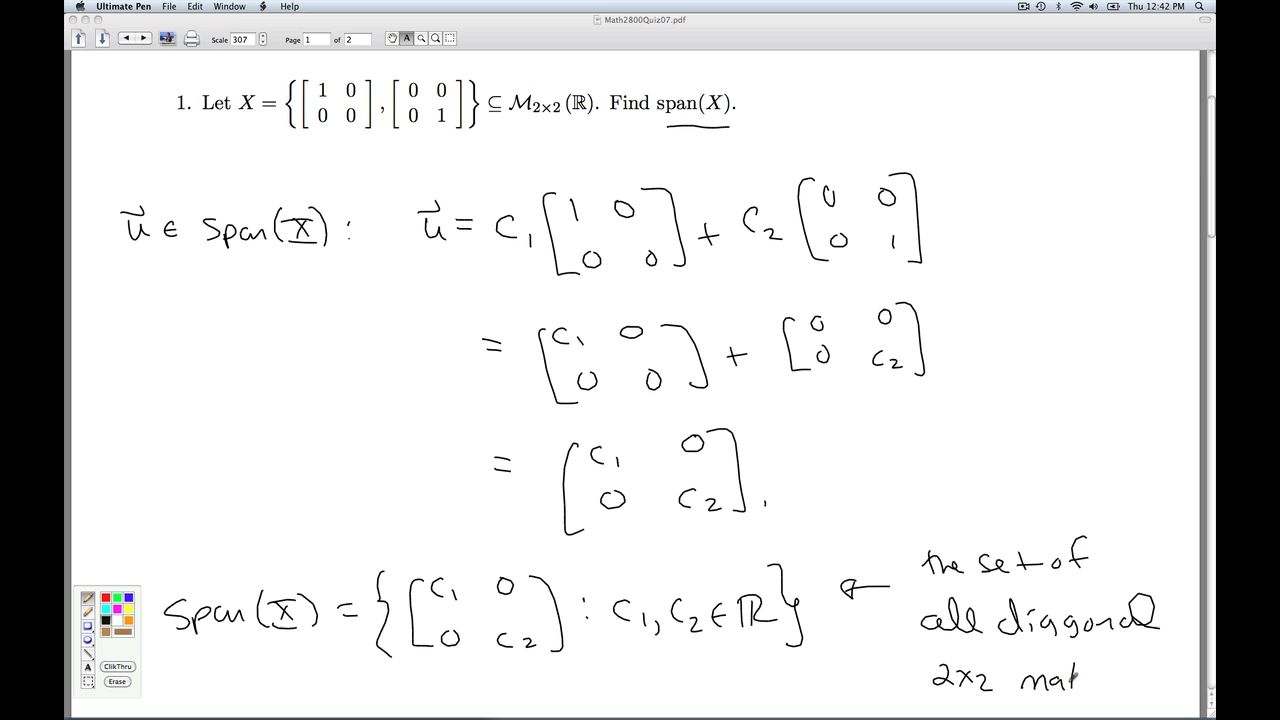 Ultimate Pen File Edit Window Help Thu 12:42 PM
Math2800Quiz07.pdf
Scale 307 Page 1 of 2
1. Let X = { [ 1 0 ; 0 0 ] , [ 0 0 ; 0 1 ] } ⊆ M₂ₓ₂(ℝ). Find span(X).
u⃗ ∈ Span(X) : u⃗ = C₁ [ 1 0 ; 0 0 ] + C₂ [ 0 0 ; 0 1 ]
= [ C₁ 0 ; 0 0 ] + [ 0 0 ; 0 C₂ ]
= [ C₁ 0 ; 0 C₂ ] .
Span(X) = { [ C₁ 0 ; 0 C₂ ] : C₁, C₂ ∈ ℝ } ←
the set of
all diagonal
2x2 mat
A
ClikThru
Erase